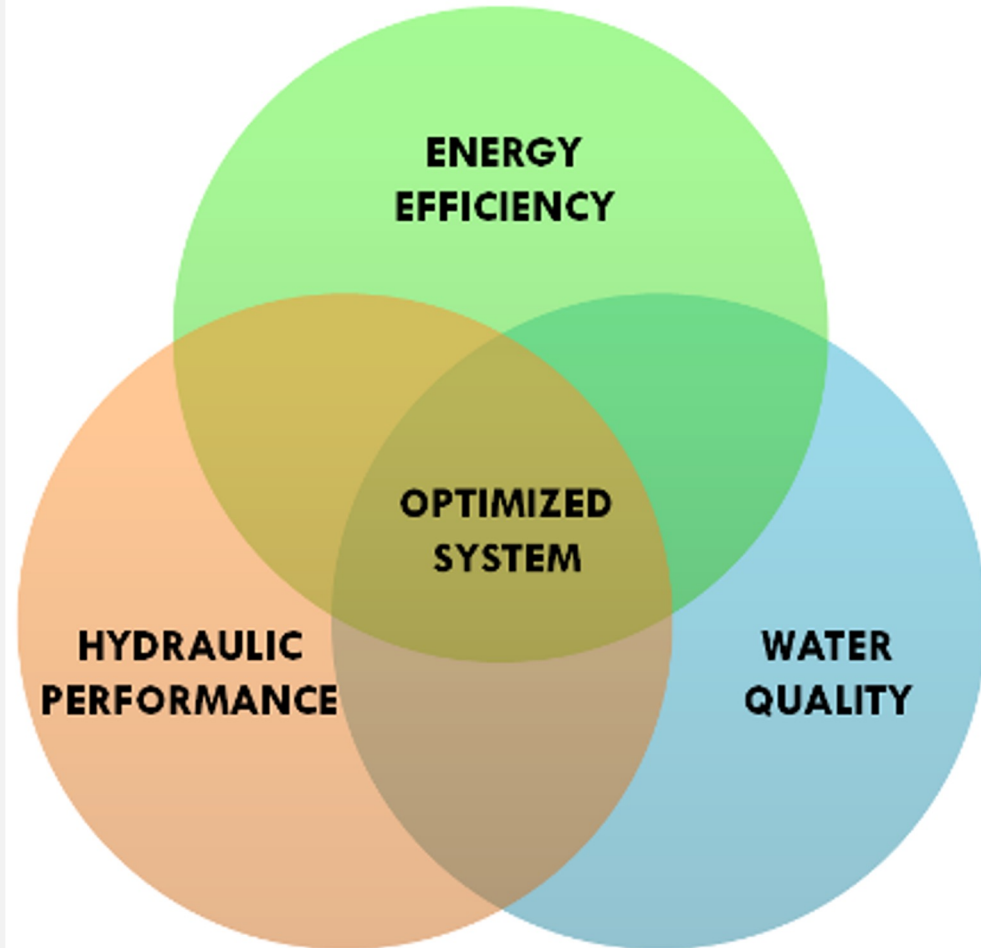 ENERGY
EFFICIENCY
OPTIMIZED
SYSTEM
HYDRAULIC
PERFORMANCE
WATER
QUALITY